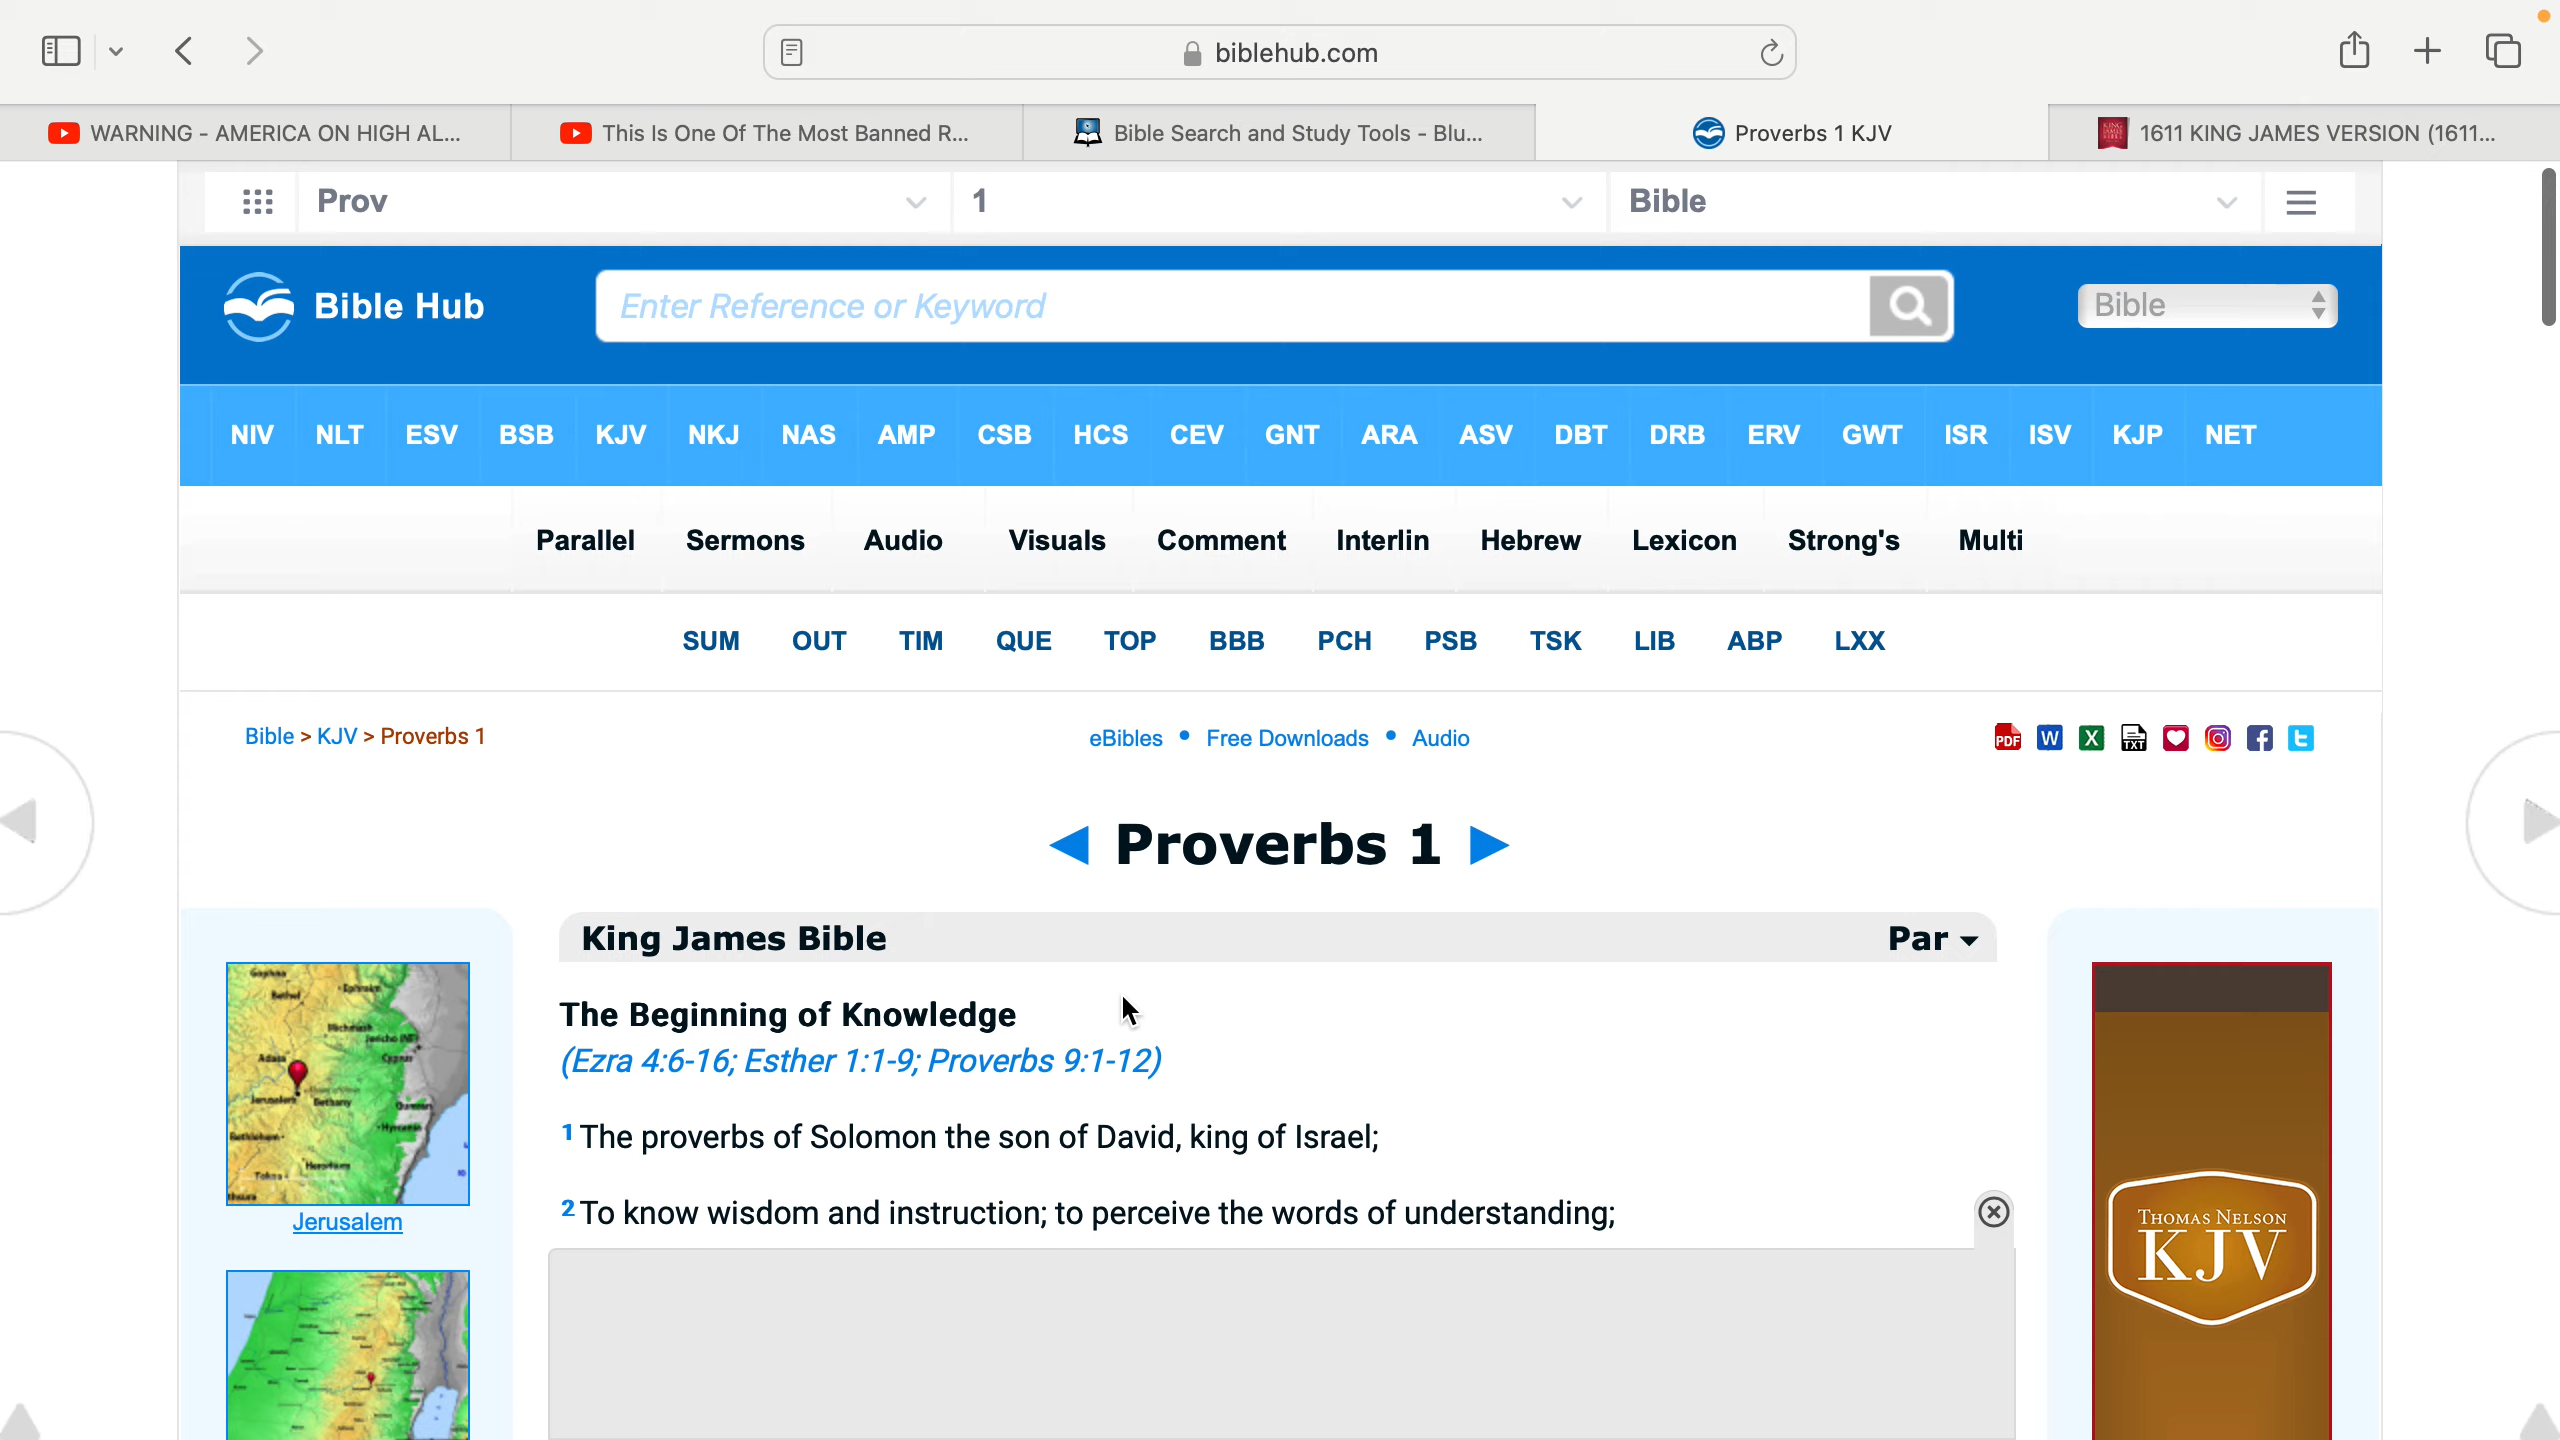 biblehub.com
WARNING - AMERICA ON HIGH AL...
This Is One Of The Most Banned R...
Bible Search and Study Tools - Blu...
Proverbs 1 KJV
1611 KING JAMES VERSION (1611...
Prov
1
Bible
Bible Hub
Enter Reference or Keyword
Bible
NIV NLT ESV BSB KJV NKJ NAS AMP CSB HCS CEV GNT ARA ASV DBT DRB ERV GWT ISR ISV KJP NET
Parallel Sermons Audio Visuals Comment Interlin Hebrew Lexicon Strong's Multi
SUM OUT TIM QUE TOP BBB PCH PSB TSK LIB ABP LXX
Bible > KJV > Proverbs 1
eBibles • Free Downloads • Audio
PDF W X TXT
◀ Proverbs 1 ▶
King James Bible
Par
The Beginning of Knowledge
(Ezra 4:6-16; Esther 1:1-9; Proverbs 9:1-12)
1 The proverbs of Solomon the son of David, king of Israel;
2 To know wisdom and instruction; to perceive the words of understanding;
Ephraim
Bethel
Adasa
Jerusalem
Bethany
Jerusalem
THOMAS NELSON
KJV